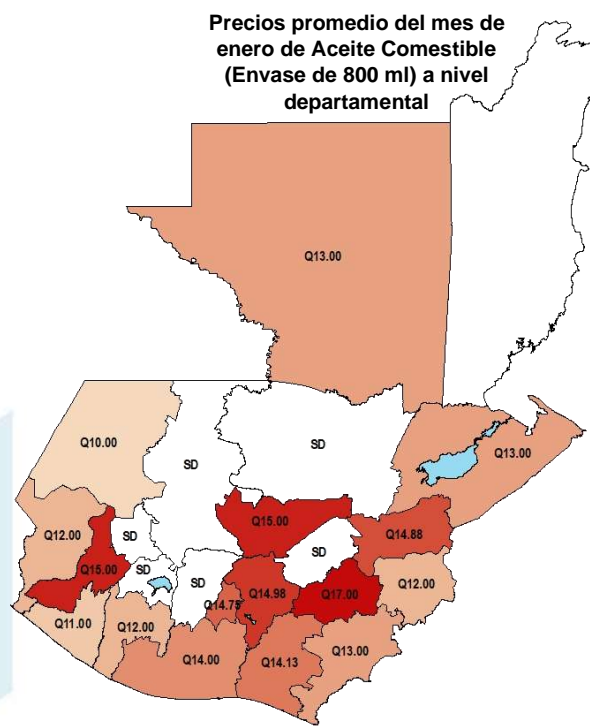 Precios promedio del mes de
enero de Aceite Comestible
(Envase de 800 ml) a nivel
departamental
Q13.00
Q10.00
SD
SD
Q13.00
Q12.00
SD
Q15.00
Q14.88
SD
Q15.00
SD
SD
Q12.00
Q14.98
Q17.00
Q14.75
Q11.00
Q12.00
Q13.00
Q14.00
Q14.13